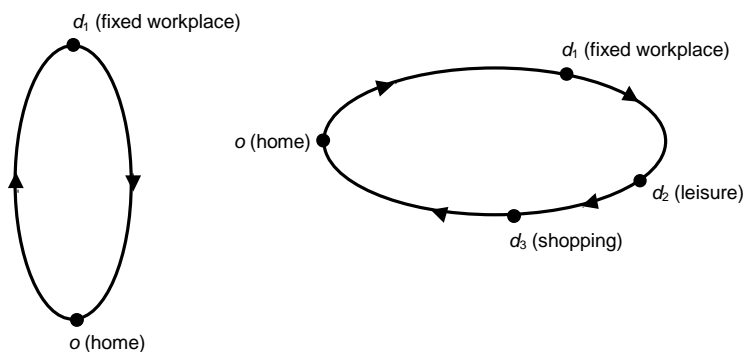 d₁ (fixed workplace)
o (home)
d₁ (fixed workplace)
o (home)
d₂ (leisure)
d₃ (shopping)